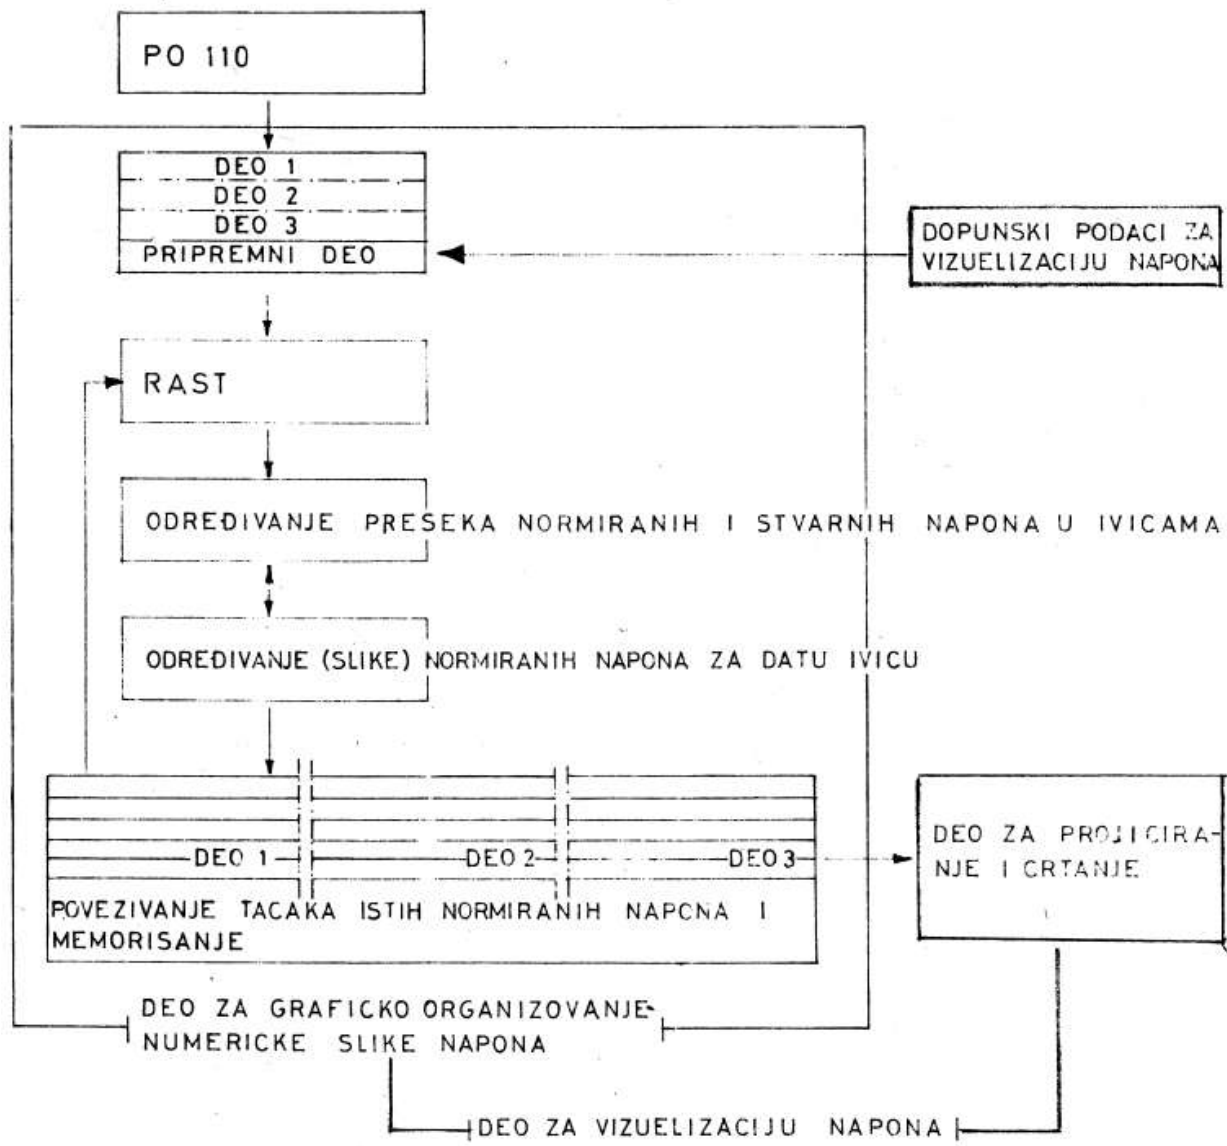 PO 110
DEO 1
DEO 2
DEO 3
PRIPREMNI DEO
DOPUNSKI PODACI ZA
VIZUELIZACIJU NAPONA
RAST
ODREĐIVANJE PRESEKA NORMIRANIH I STVARNIH NAPONA U IVICAMA
ODREĐIVANJE (SLIKE) NORMIRANIH NAPONA ZA DATU IVICU
DEO 1
DEO 2
DEO 3
POVEZIVANJE TACAKA ISTIH NORMIRANIH NAPONA I
MEMORISANJE
DEO ZA PROJICIRA-
NJE I CRTANJE
DEO ZA GRAFICKO ORGANIZOVANJE
NUMERICKE SLIKE NAPONA
DEO ZA VIZUELIZACIJU NAPONA